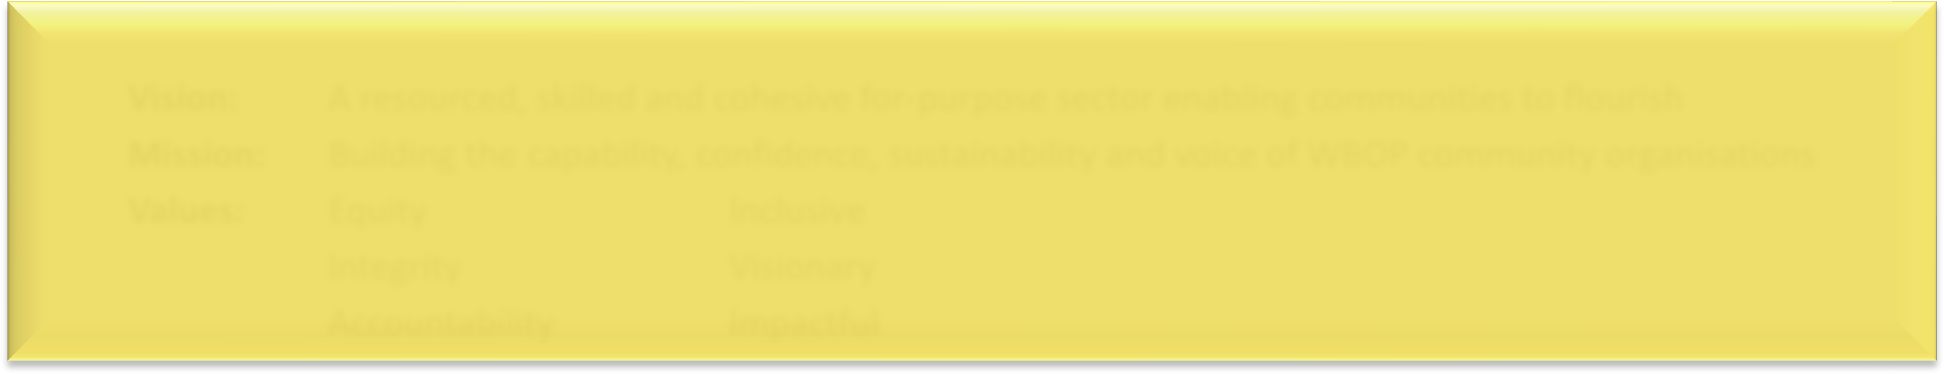 Vision: A resourced, skilled and cohesive for-purpose sector enabling communities to flourish
Mission: Building the capability, confidence, sustainability and voice of WBOP community organisations
Values: Equity Inclusive
Integrity Visionary
Accountability Impactful